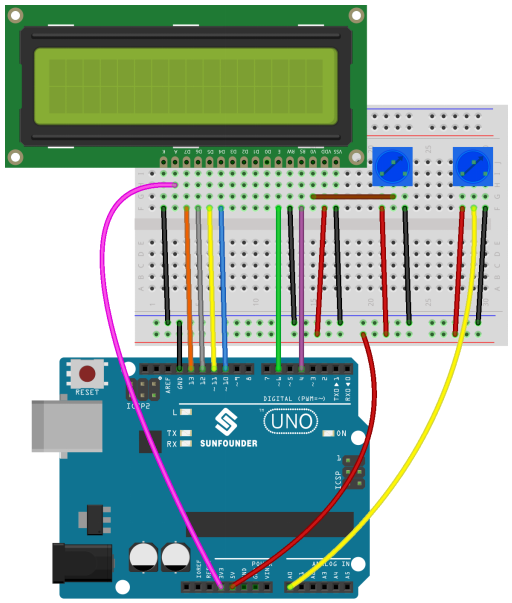 K A D7 D6 D5 D4 D3 D2 D1 D0 E RW RS V0 VDD VSS
RESET
ICSP2
AREF
GND
13
12
~11
~10
~9
8
7
~6
~5
4
~3
2
TX▶1
RX◀0
DIGITAL (PWM=~)
L
TX
RX
SUNFOUNDER
™
UNO
ON
ICSP
POWER
ANALOG IN
IOREF
3V3
5V
GND
VIN
A0
A1
A2
A3
A4
A5